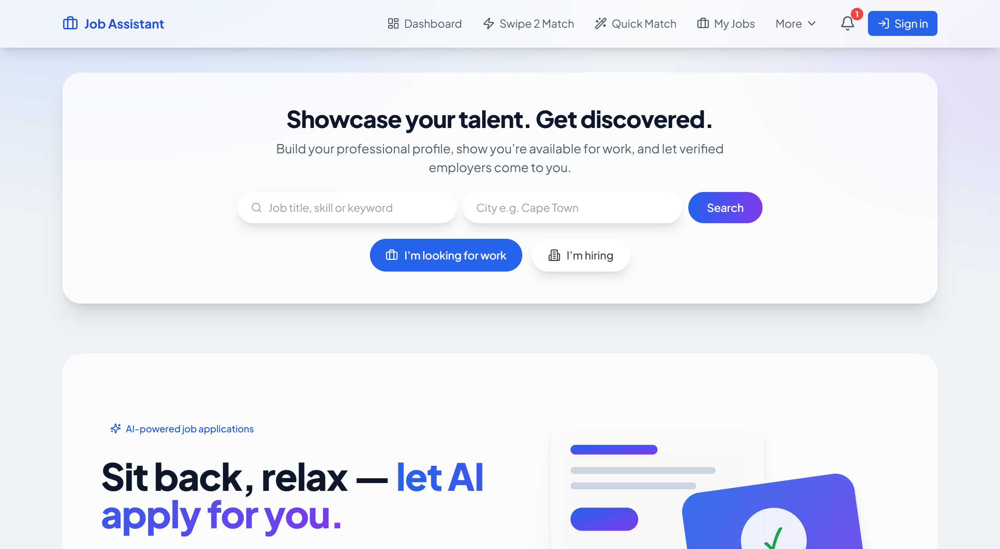 Job Assistant
Dashboard
Swipe 2 Match
Quick Match
My Jobs
More
1
Sign in
Showcase your talent. Get discovered.
Build your professional profile, show you’re available for work, and let verified
employers come to you.
Job title, skill or keyword
City e.g. Cape Town
Search
I’m looking for work
I’m hiring
AI-powered job applications
Sit back, relax — let AI
apply for you.